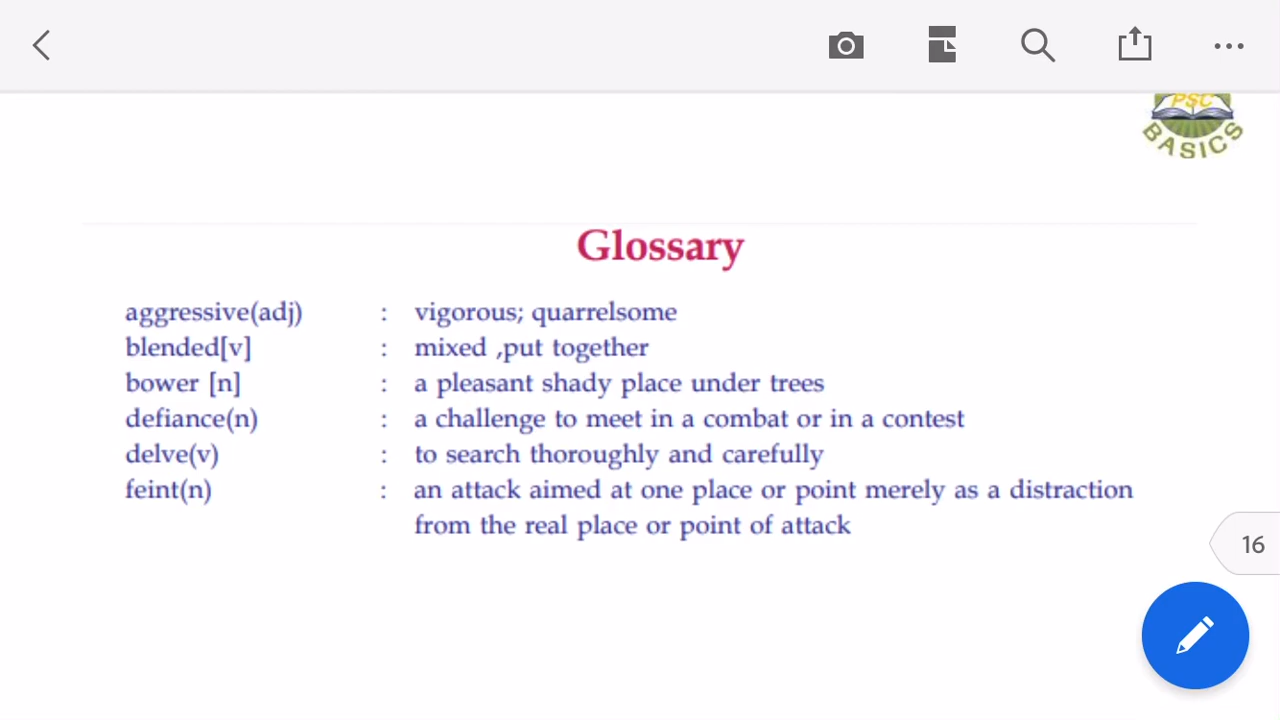 PSC
BASICS
Glossary
aggressive(adj) : vigorous; quarrelsome
blended[v] : mixed ,put together
bower [n] : a pleasant shady place under trees
defiance(n) : a challenge to meet in a combat or in a contest
delve(v) : to search thoroughly and carefully
feint(n) : an attack aimed at one place or point merely as a distraction
from the real place or point of attack
16